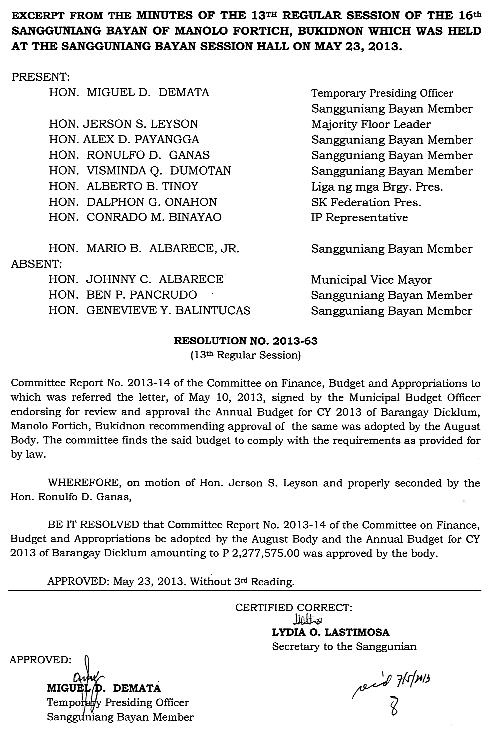 EXCERPT FROM THE MINUTES OF THE 13TH REGULAR SESSION OF THE 16th
SANGGUNIANG BAYAN OF MANOLO FORTICH, BUKIDNON WHICH WAS HELD
AT THE SANGGUNIANG BAYAN SESSION HALL ON MAY 23, 2013.
PRESENT:
HON. MIGUEL D. DEMATA Temporary Presiding Officer
Sangguniang Bayan Member
HON. JERSON S. LEYSON Majority Floor Leader
HON. ALEX D. PAYANGGA Sangguniang Bayan Member
HON. RONULFO D. GANAS Sangguniang Bayan Member
HON. VISMINDA Q. DUMOTAN Sangguniang Bayan Member
HON. ALBERTO B. TINOY Liga ng mga Brgy. Pres.
HON. DALPHON G. ONAHON SK Federation Pres.
HON. CONRADO M. BINAYAO IP Representative
HON. MARIO B. ALBARECE, JR. Sangguniang Bayan Member
ABSENT:
HON. JOHNNY C. ALBARECE Municipal Vice Mayor
HON. BEN P. PANCRUDO Sangguniang Bayan Member
HON. GENEVIEVE Y. BALINTUCAS Sangguniang Bayan Member
RESOLUTION NO. 2013-63
(13th Regular Session)
Committee Report No. 2013-14 of the Committee on Finance, Budget and Appropriations to
which was referred the letter, of May 10, 2013, signed by the Municipal Budget Officer
endorsing for review and approval the Annual Budget for CY 2013 of Barangay Dicklum,
Manolo Fortich, Bukidnon recommending approval of the same was adopted by the August
Body. The committee finds the said budget to comply with the requirements as provided for
by law.
WHEREFORE, on motion of Hon. Jerson S. Leyson and properly seconded by the
Hon. Ronulfo D. Ganas,
BE IT RESOLVED that Committee Report No. 2013-14 of the Committee on Finance,
Budget and Appropriations be adopted by the August Body and the Annual Budget for CY
2013 of Barangay Dicklum amounting to P 2,277,575.00 was approved by the body.
APPROVED: May 23, 2013. Without 3rd Reading.
CERTIFIED CORRECT:
LYDIA O. LASTIMOSA
Secretary to the Sanggunian
APPROVED:
MIGUEL D. DEMATA
Temporary Presiding Officer
Sangguniang Bayan Member
rec'd 7/5/2013